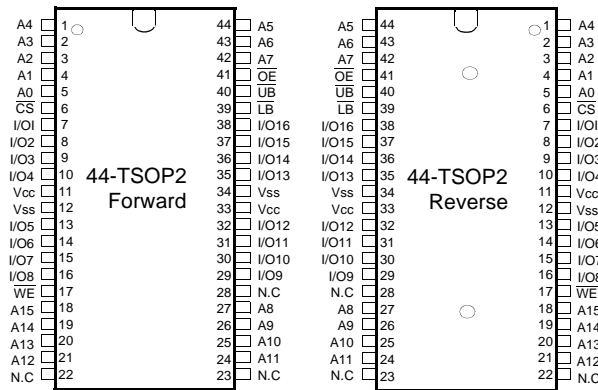 A4 1 44 A5 A5 44 1 A4
A3 2 43 A6 A6 43 2 A3
A2 3 42 A7 A7 42 3 A2
A1 4 41 OE OE 41 4 A1
A0 5 40 UB UB 40 5 A0
CS 6 39 LB LB 39 6 CS
I/OI 7 38 I/O16 I/O16 38 7 I/OI
I/O2 8 37 I/O15 I/O15 37 8 I/O2
I/O3 9 36 I/O14 I/O14 36 9 I/O3
I/O4 10 44-TSOP2 35 I/O13 I/O13 35 44-TSOP2 10 I/O4
Vcc 11 Forward 34 Vss Vss 34 Reverse 11 Vcc
Vss 12 33 Vcc Vcc 33 12 Vss
I/O5 13 32 I/O12 I/O12 32 13 I/O5
I/O6 14 31 I/O11 I/O11 31 14 I/O6
I/O7 15 30 I/O10 I/O10 30 15 I/O7
I/O8 16 29 I/O9 I/O9 29 16 I/O8
WE 17 28 N.C N.C 28 17 WE
A15 18 27 A8 A8 27 18 A15
A14 19 26 A9 A9 26 19 A14
A13 20 25 A10 A10 25 20 A13
A12 21 24 A11 A11 24 21 A12
N.C 22 23 N.C N.C 23 22 N.C